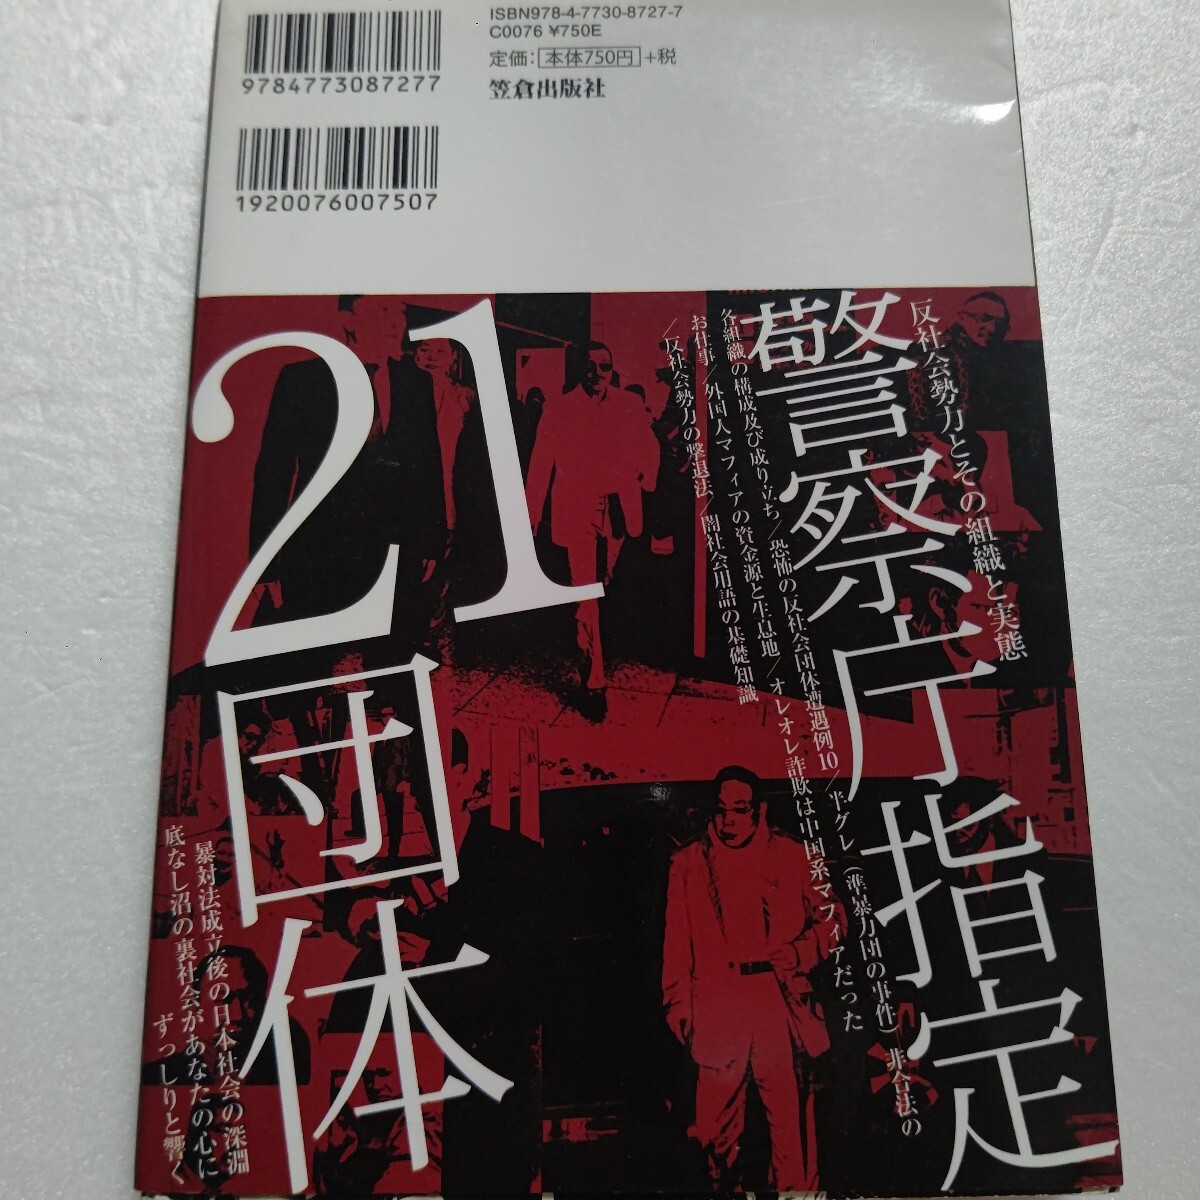 ISBN978-4-7730-8727-7
C0076 ¥750E
定価:本体750円+税
笠倉出版社
9784773087277
1920076007507
反社会勢力とその組織と実態
警察庁指定
21団体
各組織の構成及び成り立ち/恐怖の反社会団体遭遇例10/半グレ(準暴力団の事件) 非合法の
お仕事/外国人マフィアの資金源と生息地/オレオレ詐欺は中国系マフィアだった
/反社会勢力の撃退法/闇社会用語の基礎知識
暴対法成立後の日本社会の深淵
底なし沼の裏社会があなたの心に
ずっしりと響く